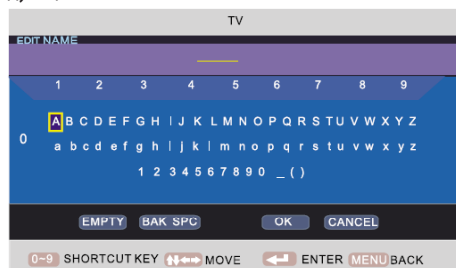 TV
EDIT NAME
1 2 3 4 5 6 7 8 9
A B C D E F G H I J K L M N O P Q R S T U V W X Y Z
0
a b c d e f g h i j k l m n o p q r s t u v w x y z
1 2 3 4 5 6 7 8 9 0 _ ( )
EMPTY BAK SPC OK CANCEL
0~9 SHORTCUT KEY MOVE ENTER MENU BACK